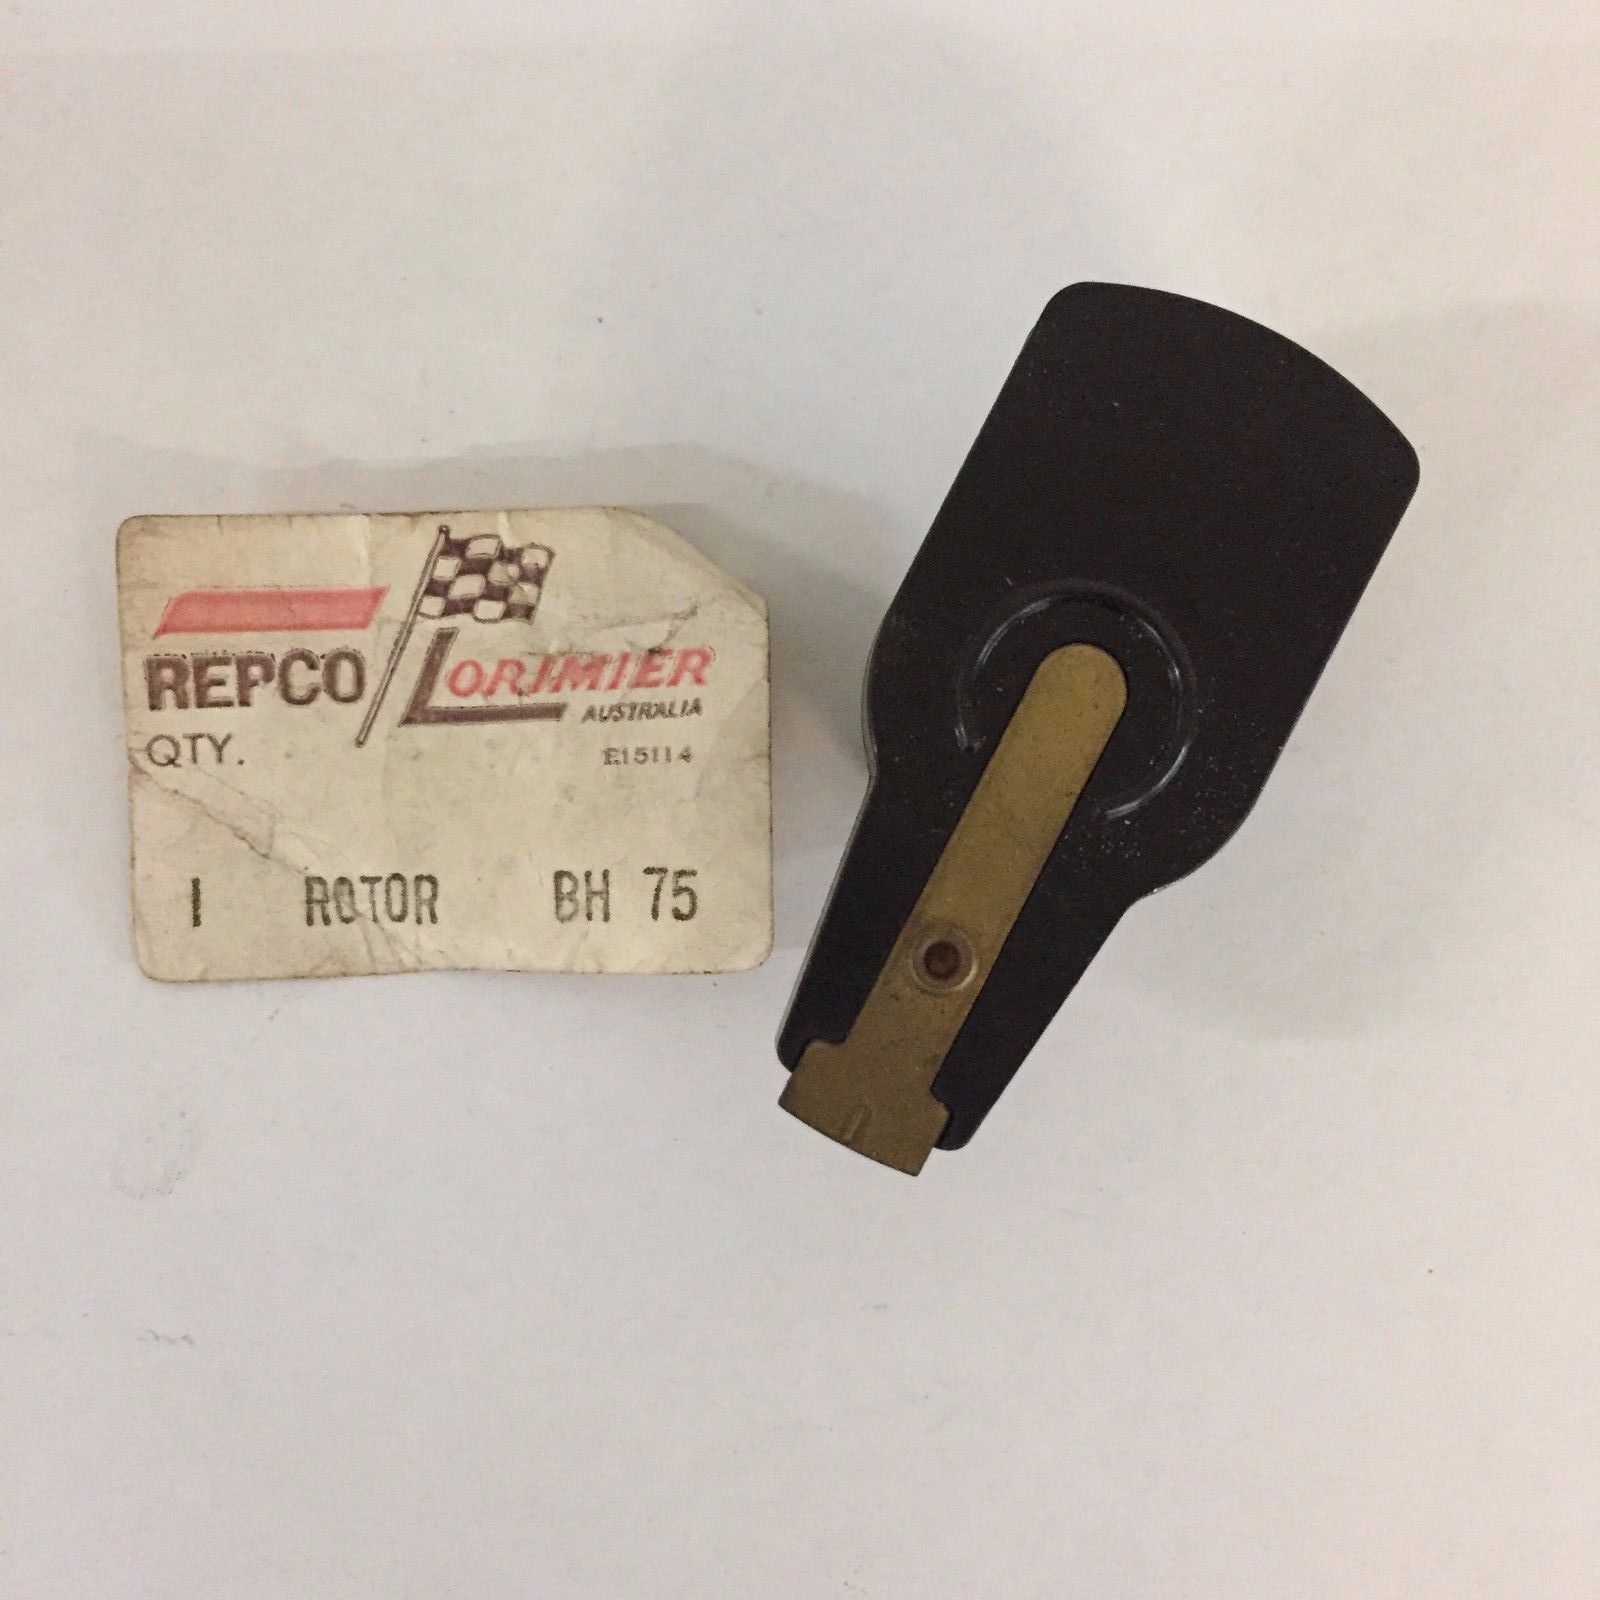 REPCO LORIMIER
AUSTRALIA
QTY. E15114
1 ROTOR BH 75